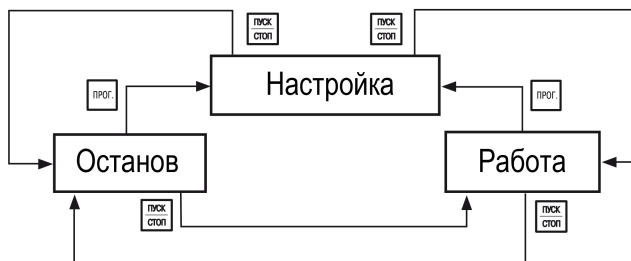 ПУСК
СТОП
ПУСК
СТОП
Настройка
ПРОГ.
ПРОГ.
Останов
Работа
ПУСК
СТОП
ПУСК
СТОП